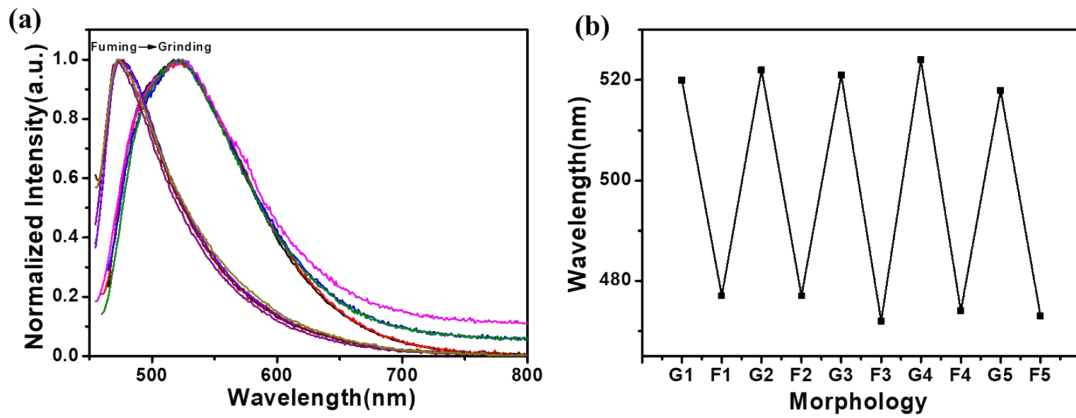 (a)
Fuming→Grinding
Normalized Intensity(a.u.)
1.0
0.8
0.6
0.4
0.2
0.0
500
600
700
800
Wavelength(nm)
(b)
Wavelength(nm)
520
500
480
G1 F1 G2 F2 G3 F3 G4 F4 G5 F5
Morphology